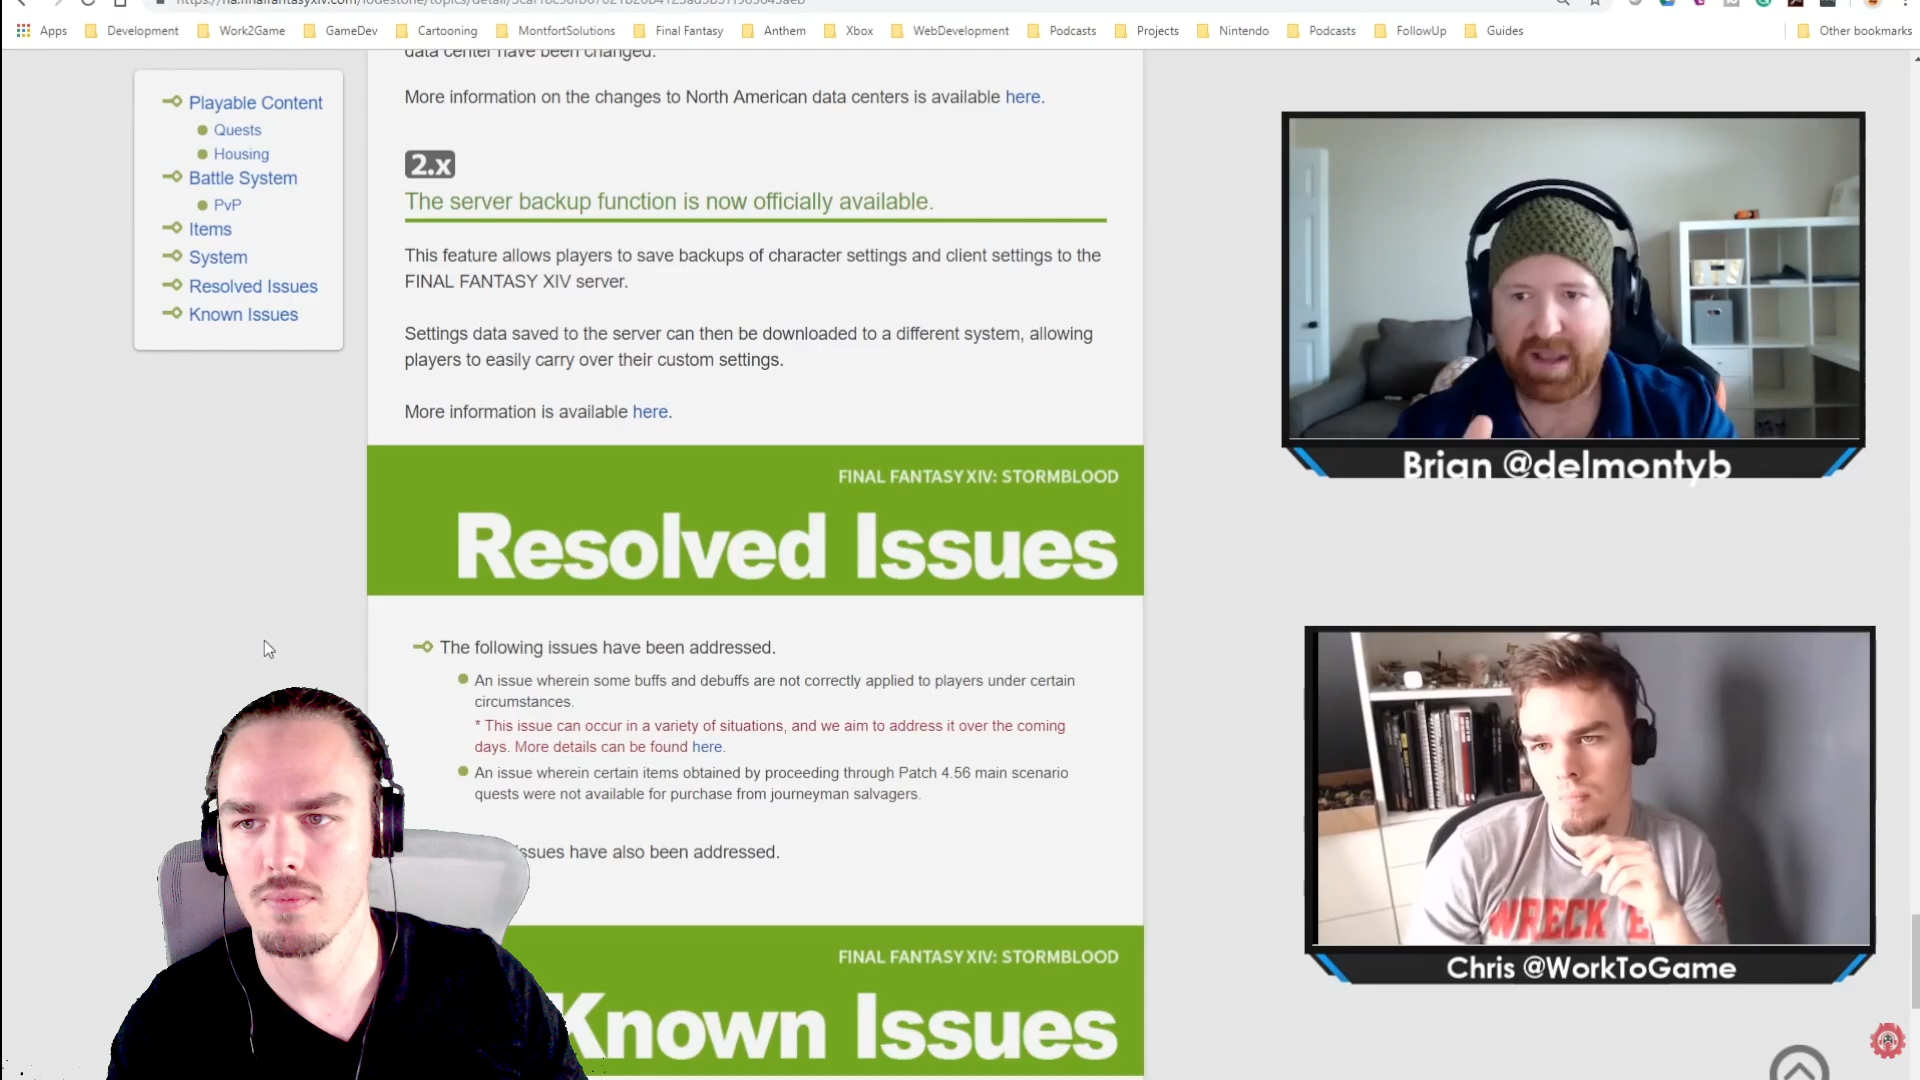 Apps
Development
Work2Game
GameDev
Cartooning
MontfortSolutions
Final Fantasy
Anthem
Xbox
WebDevelopment
Podcasts
Projects
Nintendo
Podcasts
FollowUp
Guides
Other bookmarks
Playable Content
Quests
Housing
Battle System
PvP
Items
System
Resolved Issues
Known Issues
data center have been changed.
More information on the changes to North American data centers is available here.
2.x
The server backup function is now officially available.
This feature allows players to save backups of character settings and client settings to the
FINAL FANTASY XIV server.
Settings data saved to the server can then be downloaded to a different system, allowing
players to easily carry over their custom settings.
More information is available here.
FINAL FANTASY XIV: STORMBLOOD
Resolved Issues
The following issues have been addressed.
An issue wherein some buffs and debuffs are not correctly applied to players under certain
circumstances.
* This issue can occur in a variety of situations, and we aim to address it over the coming
days. More details can be found here.
An issue wherein certain items obtained by proceeding through Patch 4.56 main scenario
quests were not available for purchase from journeyman salvagers.
ssues have also been addressed.
FINAL FANTASY XIV: STORMBLOOD
Known Issues
Brian @delmontyb
WRECK
Chris @WorkToGame